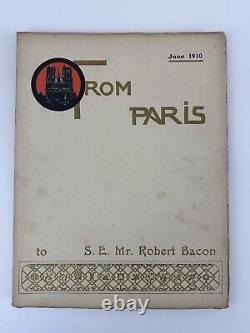 June 1910
FROM
PARIS
to S. E. Mr. Robert Bacon